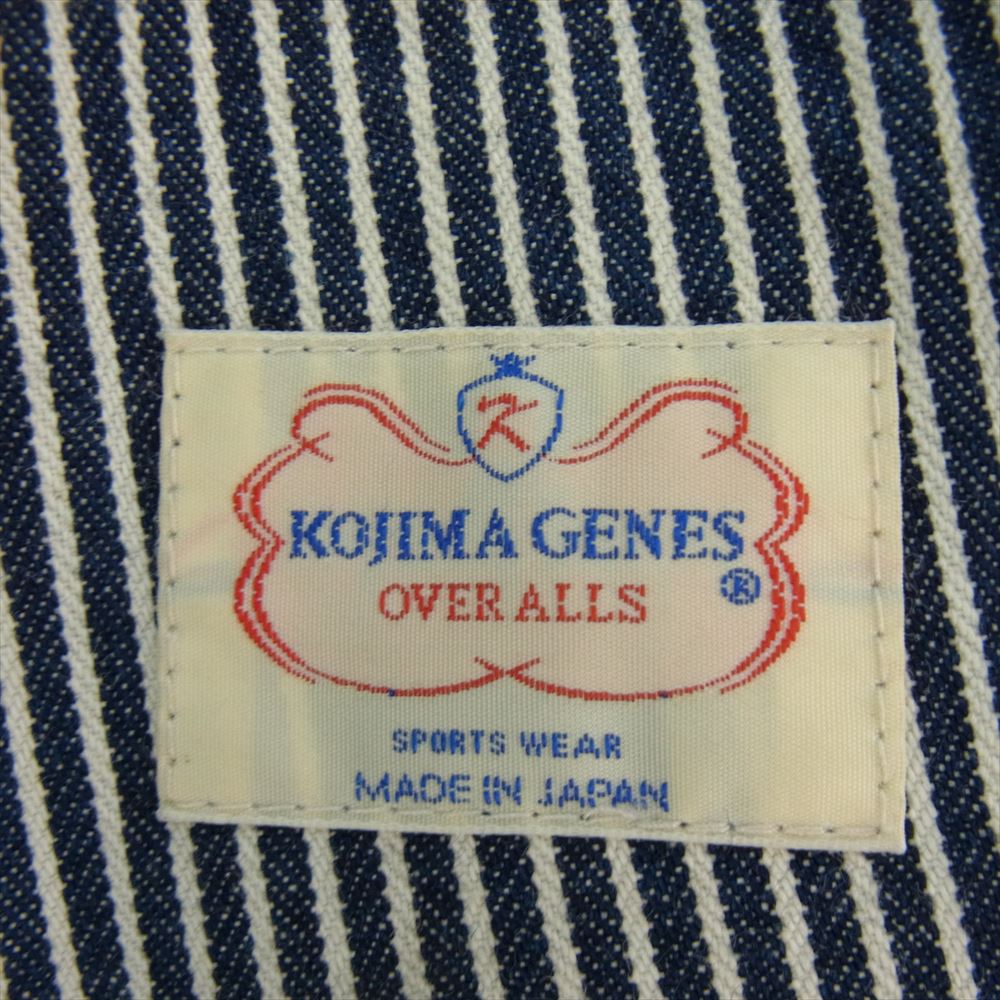 K
KOJIMA GENES
OVER ALLS ®
SPORTS WEAR
MADE IN JAPAN